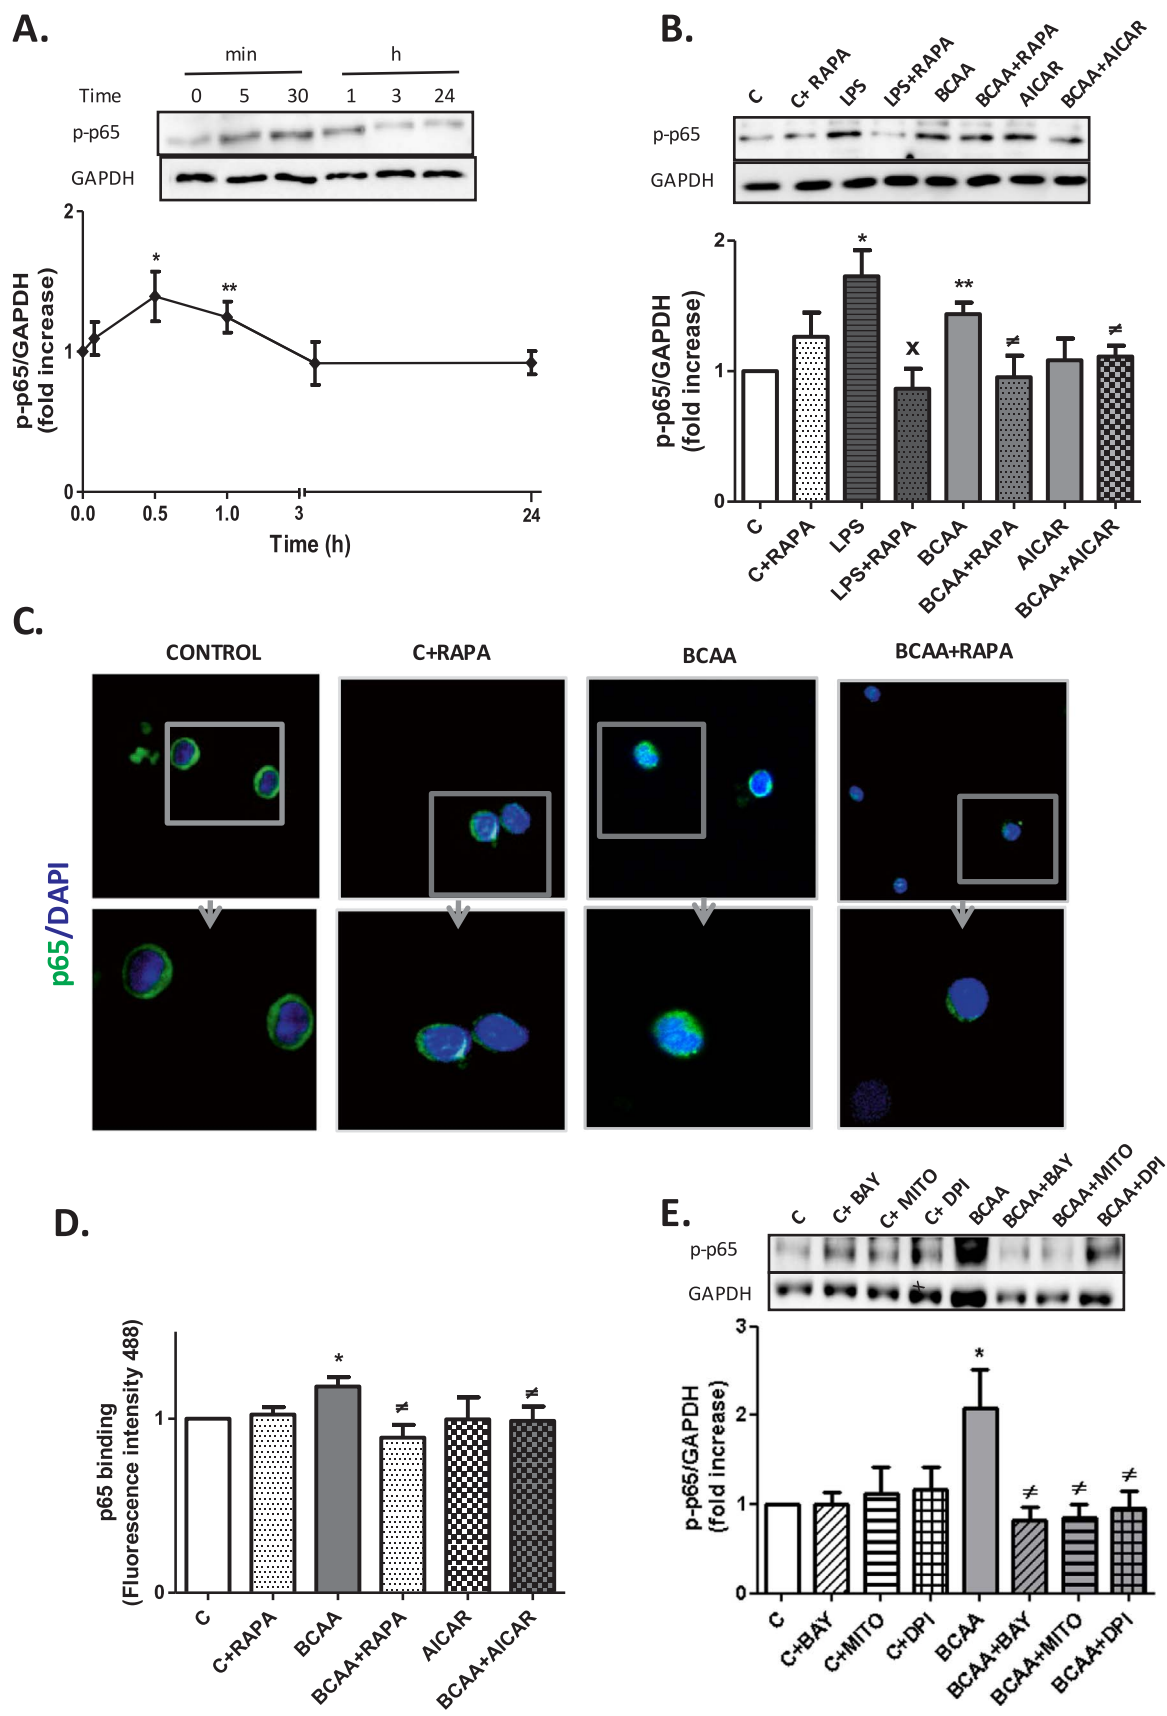 A.
min h
Time 0 5 30 1 3 24
p-p65
GAPDH
2
1
0
p-p65/GAPDH
(fold increase)
* **
0.0 0.5 1.0 3 24
Time (h)
B.
C C+ RAPA LPS LPS+RAPA BCAA BCAA+RAPA AICAR BCAA+AICAR
p-p65
GAPDH
2
1
0
p-p65/GAPDH
(fold increase)
* x ** ≠ ≠
C C+RAPA LPS LPS+RAPA BCAA BCAA+RAPA AICAR BCAA+AICAR
C.
CONTROL C+RAPA BCAA BCAA+RAPA
p65/DAPI
D.
1
0
p65 binding
(Fluorescence intensity 488)
* ≠ ≠
C C+RAPA BCAA BCAA+RAPA AICAR BCAA+AICAR
E.
C C+ BAY C+ MITO C+ DPI BCAA BCAA+BAY BCAA+MITO BCAA+DPI
p-p65
GAPDH
3
2
1
0
p-p65/GAPDH
(fold increase)
* ≠ ≠ ≠
C C+BAY C+MITO C+DPI BCAA BCAA+BAY BCAA+MITO BCAA+DPI